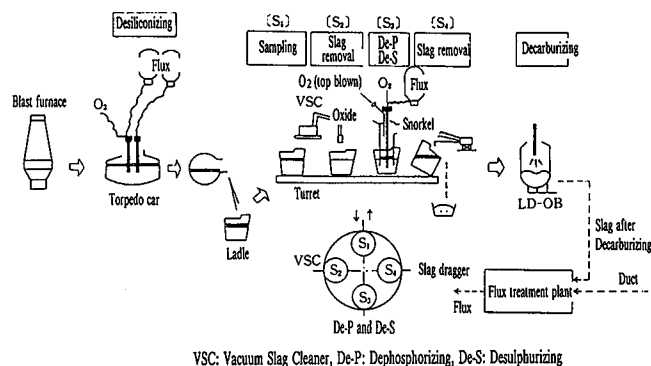 Desiliconizing
[S₁]
[S₂]
[S₃]
[S₄]
Sampling
Slag
removal
De-P
De-S
Slag removal
Decarburizing
Flux
O₂
Blast furnace
Torpedo car
Ladle
O₂ (top blown)
O₂
Flux
VSC
Oxide
Snorkel
Turret
LD-OB
Slag after
Decarburizing
VSC
S₁
S₂
S₃
S₄
Slag dragger
De-P and De-S
Flux
Flux treatment plant
Duct
VSC: Vacuum Slag Cleaner, De-P: Dephosphorizing, De-S: Desulphurizing